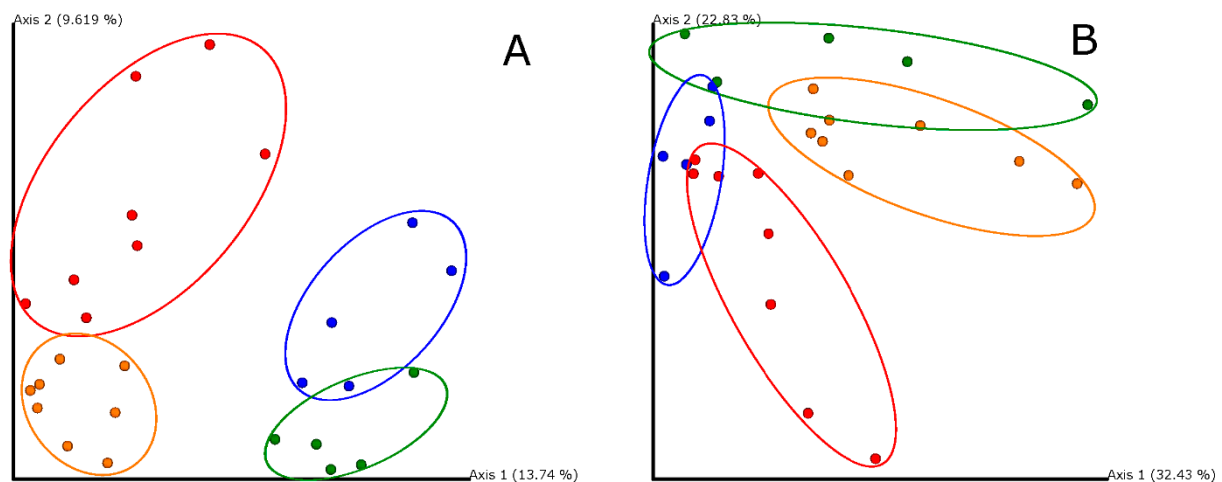 Axis 2 (9.619 %)
A
Axis 1 (13.74 %)
Axis 2 (22.83 %)
B
Axis 1 (32.43 %)